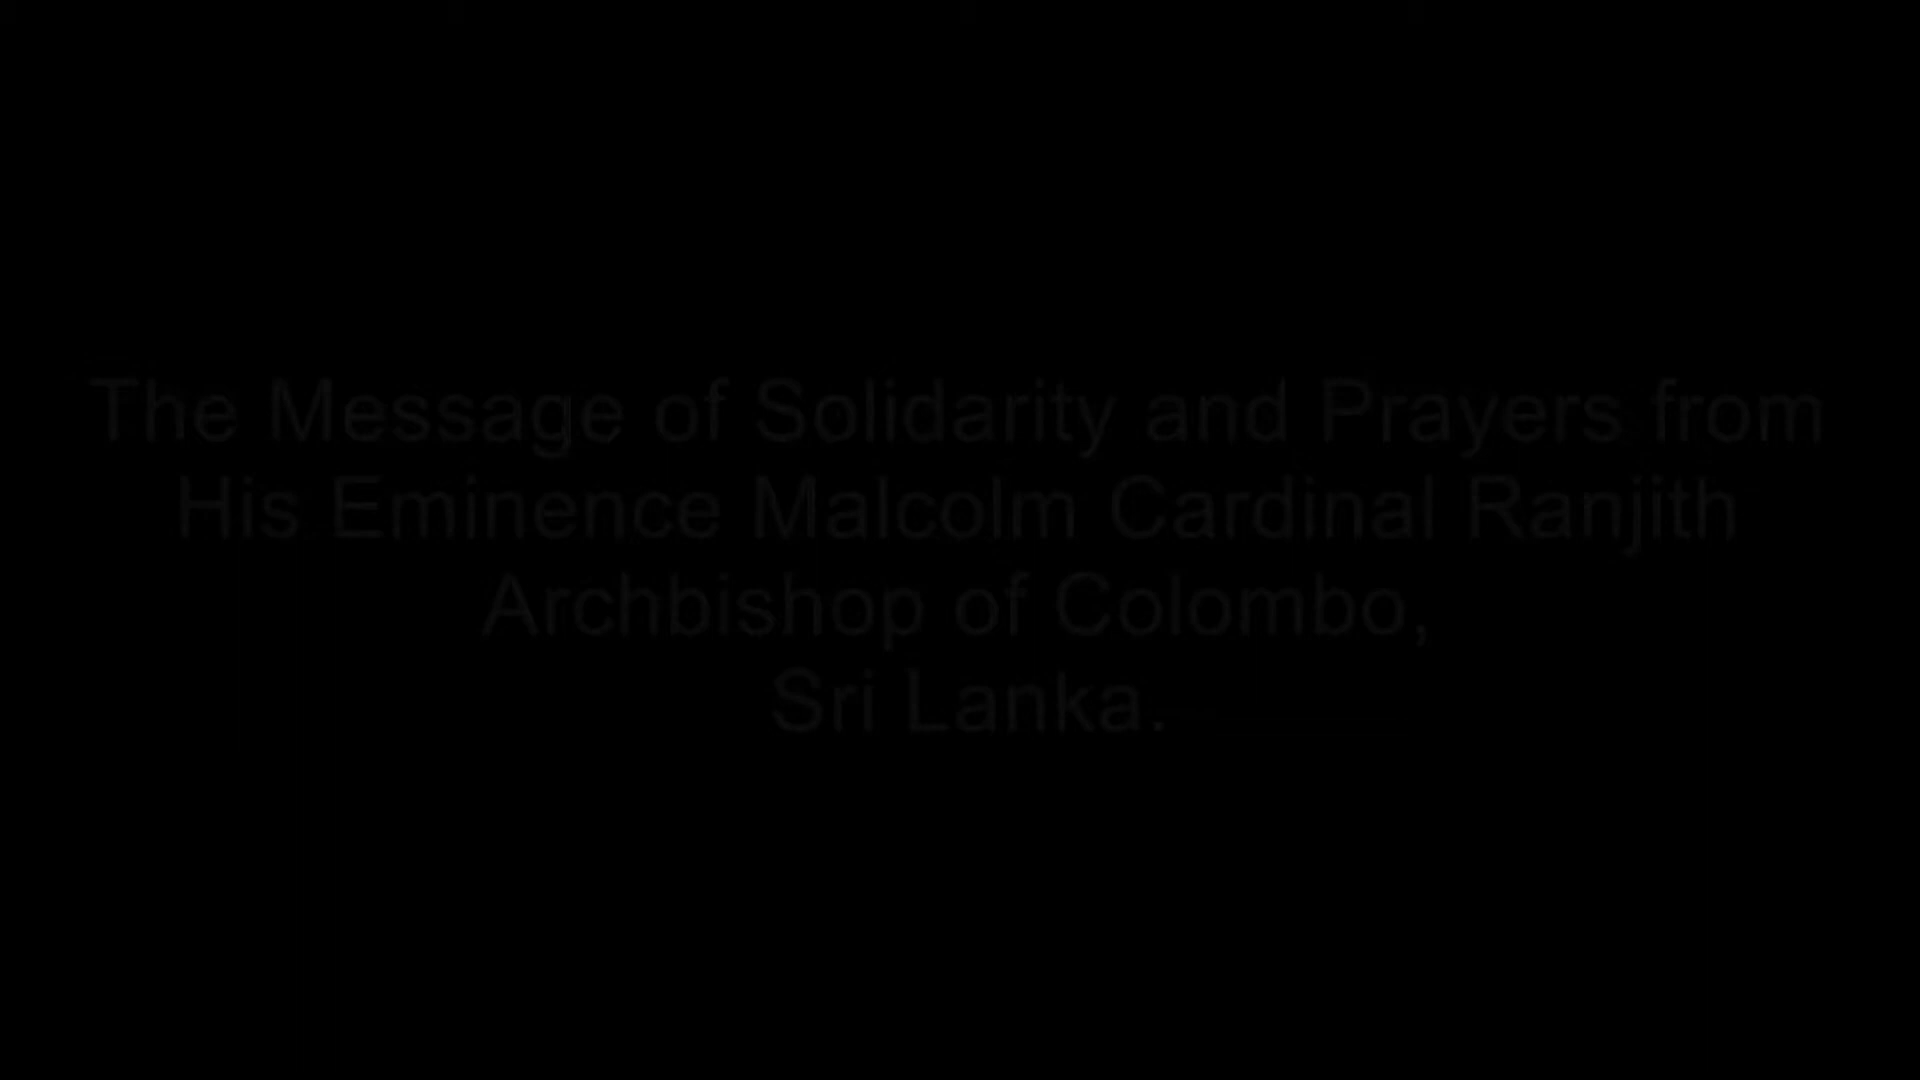 The Message of Solidarity and Prayers from
His Eminence Malcolm Cardinal Ranjith
Archbishop of Colombo,
Sri Lanka.